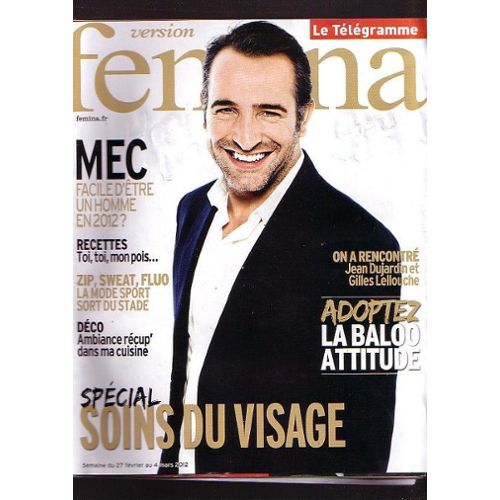 version
Le Télégramme
femina
femina.fr
MEC
FACILE D'ÊTRE
UN HOMME
EN 2012 ?
RECETTES
Toi, toi, mon pois...
ZIP, SWEAT, FLUO
LA MODE SPORT
SORT DU STADE
DÉCO
Ambiance récup'
dans ma cuisine
ON A RENCONTRÉ
Jean Dujardin et
Gilles Lellouche
ADOPTEZ
LA BALOO
ATTITUDE
SPÉCIAL
SOINS DU VISAGE
Semaine du 27 février au 4 mars 2012